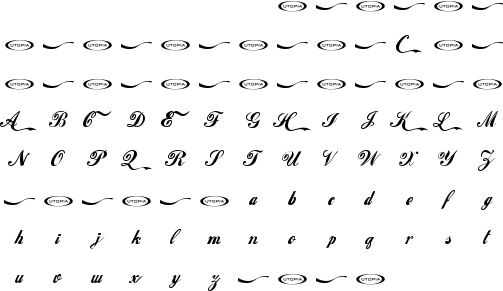 UTOPIA UTOPIA UTOPIA
UTOPIA UTOPIA UTOPIA UTOPIA UTOPIA C UTOPIA
UTOPIA UTOPIA UTOPIA UTOPIA UTOPIA UTOPIA UTOPIA
A B C D E F G H I J K L M
N O P Q R S T U V W X Y Z
UTOPIA UTOPIA UTOPIA a b c d e f g
h i j k l m n o p q r s t
u v w x y z UTOPIA UTOPIA